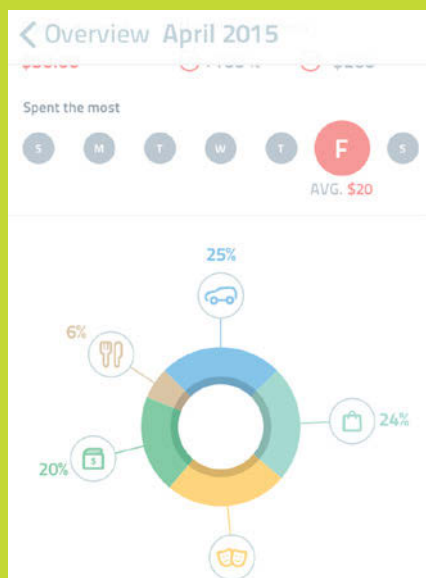 Overview April 2015
Spent the most
S M T W T F S
AVG. $20
25%
6%
24%
20%